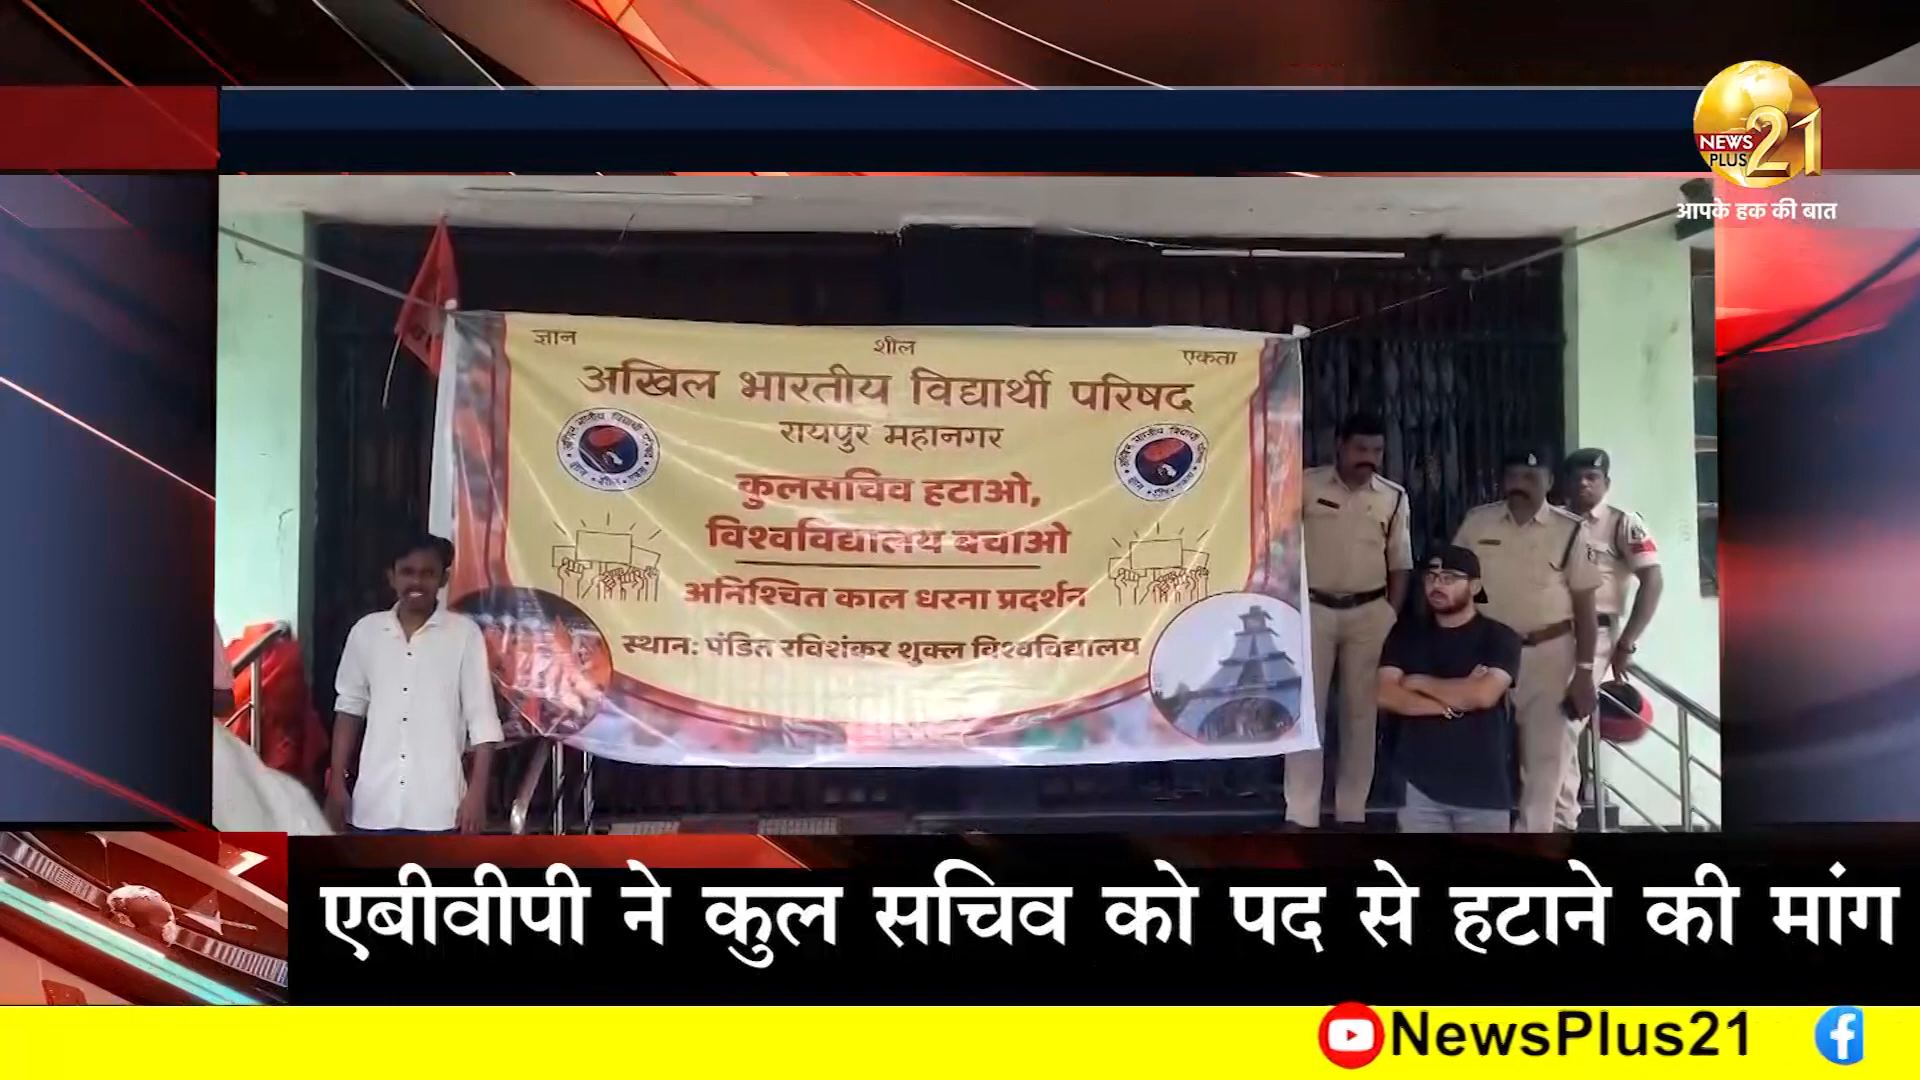 NEWS
PLUS 21
आपके हक की बात
ज्ञान शील एकता
अखिल भारतीय विद्यार्थी परिषद
रायपुर महानगर
कुलसचिव हटाओ,
विश्वविद्यालय बचाओ
अनिश्चित काल धरना प्रदर्शन
स्थान: पंडित रविशंकर शुक्ल विश्वविद्यालय
एबीवीपी ने कुल सचिव को पद से हटाने की मांग
NewsPlus21